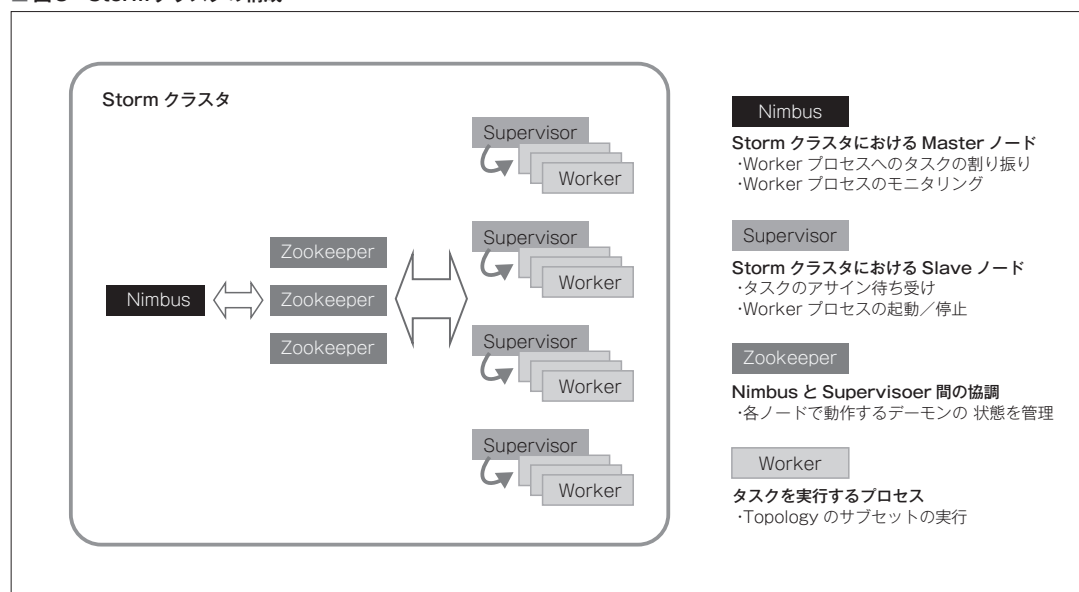 Storm クラスタ
Supervisor
Worker
Supervisor
Worker
Zookeeper
Nimbus
Zookeeper
Zookeeper
Supervisor
Worker
Supervisor
Worker
Nimbus
Storm クラスタにおける Master ノード
・Worker プロセスへのタスクの割り振り
・Worker プロセスのモニタリング
Supervisor
Storm クラスタにおける Slave ノード
・タスクのアサイン待ち受け
・Worker プロセスの起動／停止
Zookeeper
Nimbus と Supervisoer 間の協調
・各ノードで動作するデーモンの 状態を管理
Worker
タスクを実行するプロセス
・Topology のサブセットの実行